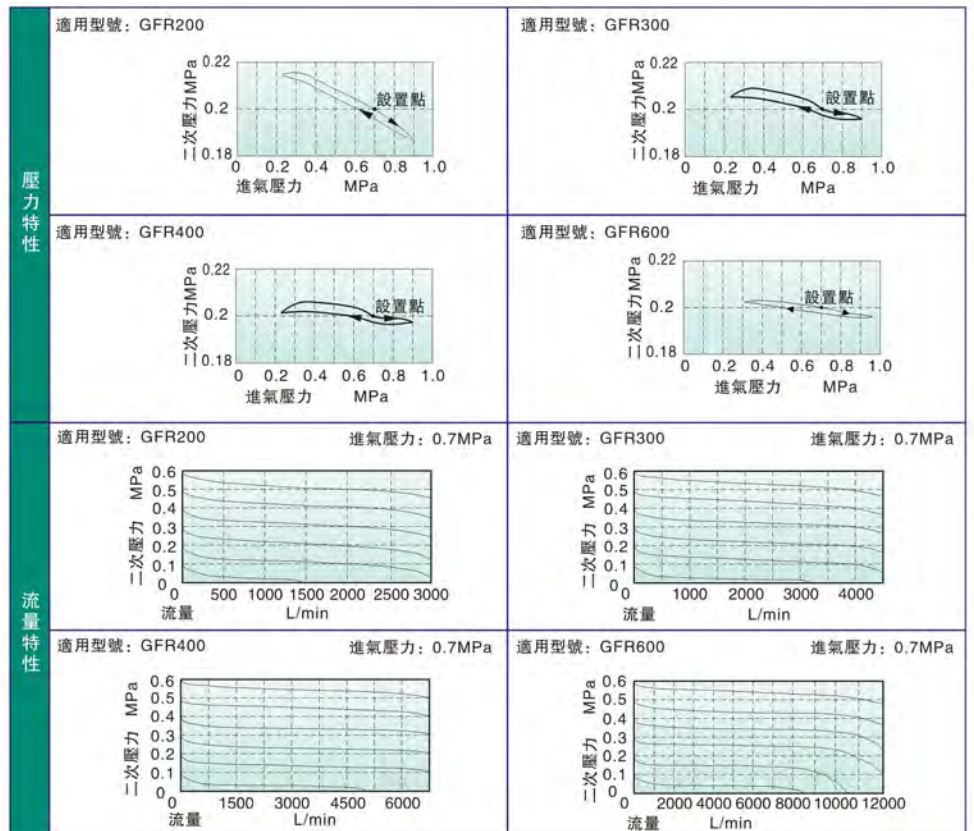 壓力特性
適用型號: GFR200
二次壓力MPa
0.22
0.2
0.18
設置點
0 0.2 0.4 0.6 0.8 1.0
進氣壓力 MPa
適用型號: GFR300
二次壓力MPa
0.22
0.2
0.18
設置點
0 0.2 0.4 0.6 0.8 1.0
進氣壓力 MPa
適用型號: GFR400
二次壓力MPa
0.22
0.2
0.18
設置點
0 0.2 0.4 0.6 0.8 1.0
進氣壓力 MPa
適用型號: GFR600
二次壓力MPa
0.22
0.2
0.18
設置點
0 0.2 0.4 0.6 0.8 1.0
進氣壓力 MPa
流量特性
適用型號: GFR200 進氣壓力: 0.7MPa
二次壓力 MPa
0.6
0.5
0.4
0.3
0.2
0.1
0
0 500 1000 1500 2000 2500 3000
流量 L/min
適用型號: GFR300 進氣壓力: 0.7MPa
二次壓力 MPa
0.6
0.5
0.4
0.3
0.2
0.1
0
0 1000 2000 3000 4000
流量 L/min
適用型號: GFR400 進氣壓力: 0.7MPa
二次壓力 MPa
0.6
0.5
0.4
0.3
0.2
0.1
0 1500 3000 4500 6000
流量 L/min
適用型號: GFR600 進氣壓力: 0.7MPa
二次壓力 MPa
0.6
0.5
0.4
0.3
0.2
0.1
0
0 2000 4000 6000 8000 10000 12000
流量 L/min